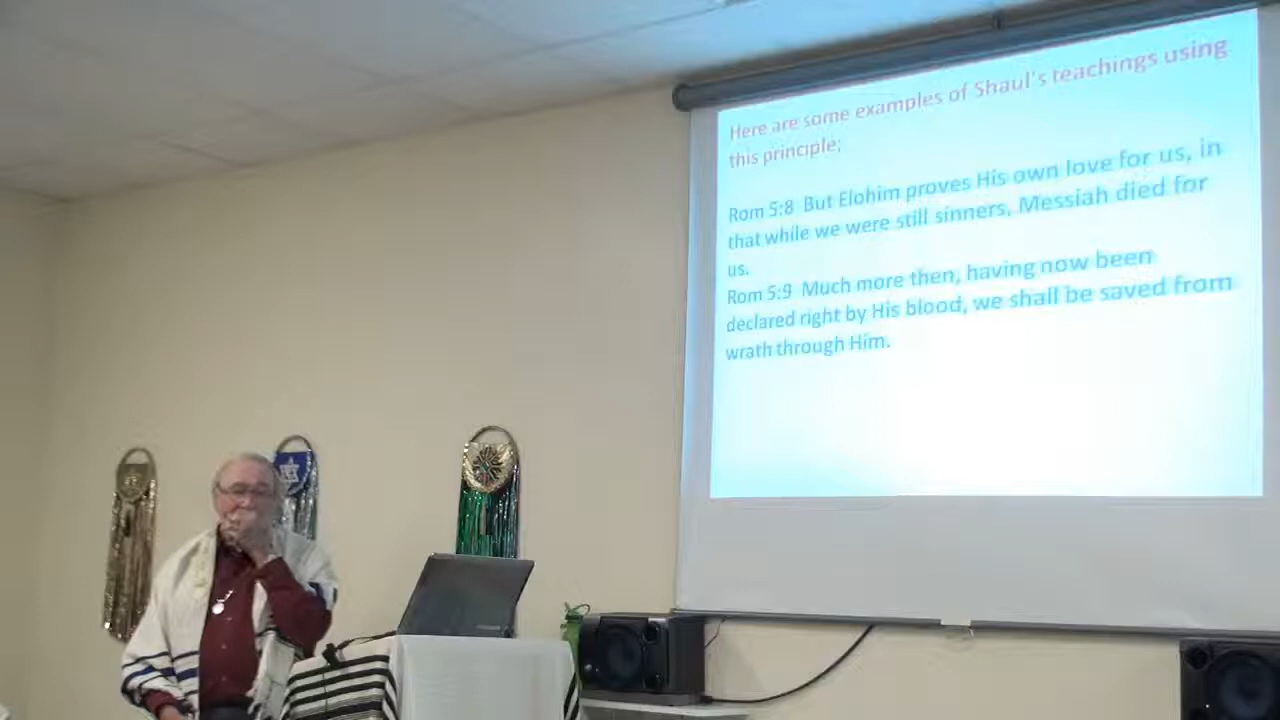 Here are some examples of Shaul's teachings using
this principle;
Rom 5:8 But Elohim proves His own love for us, in
that while we were still sinners, Messiah died for
us.
Rom 5:9 Much more then, having now been
declared right by His blood, we shall be saved from
wrath through Him.